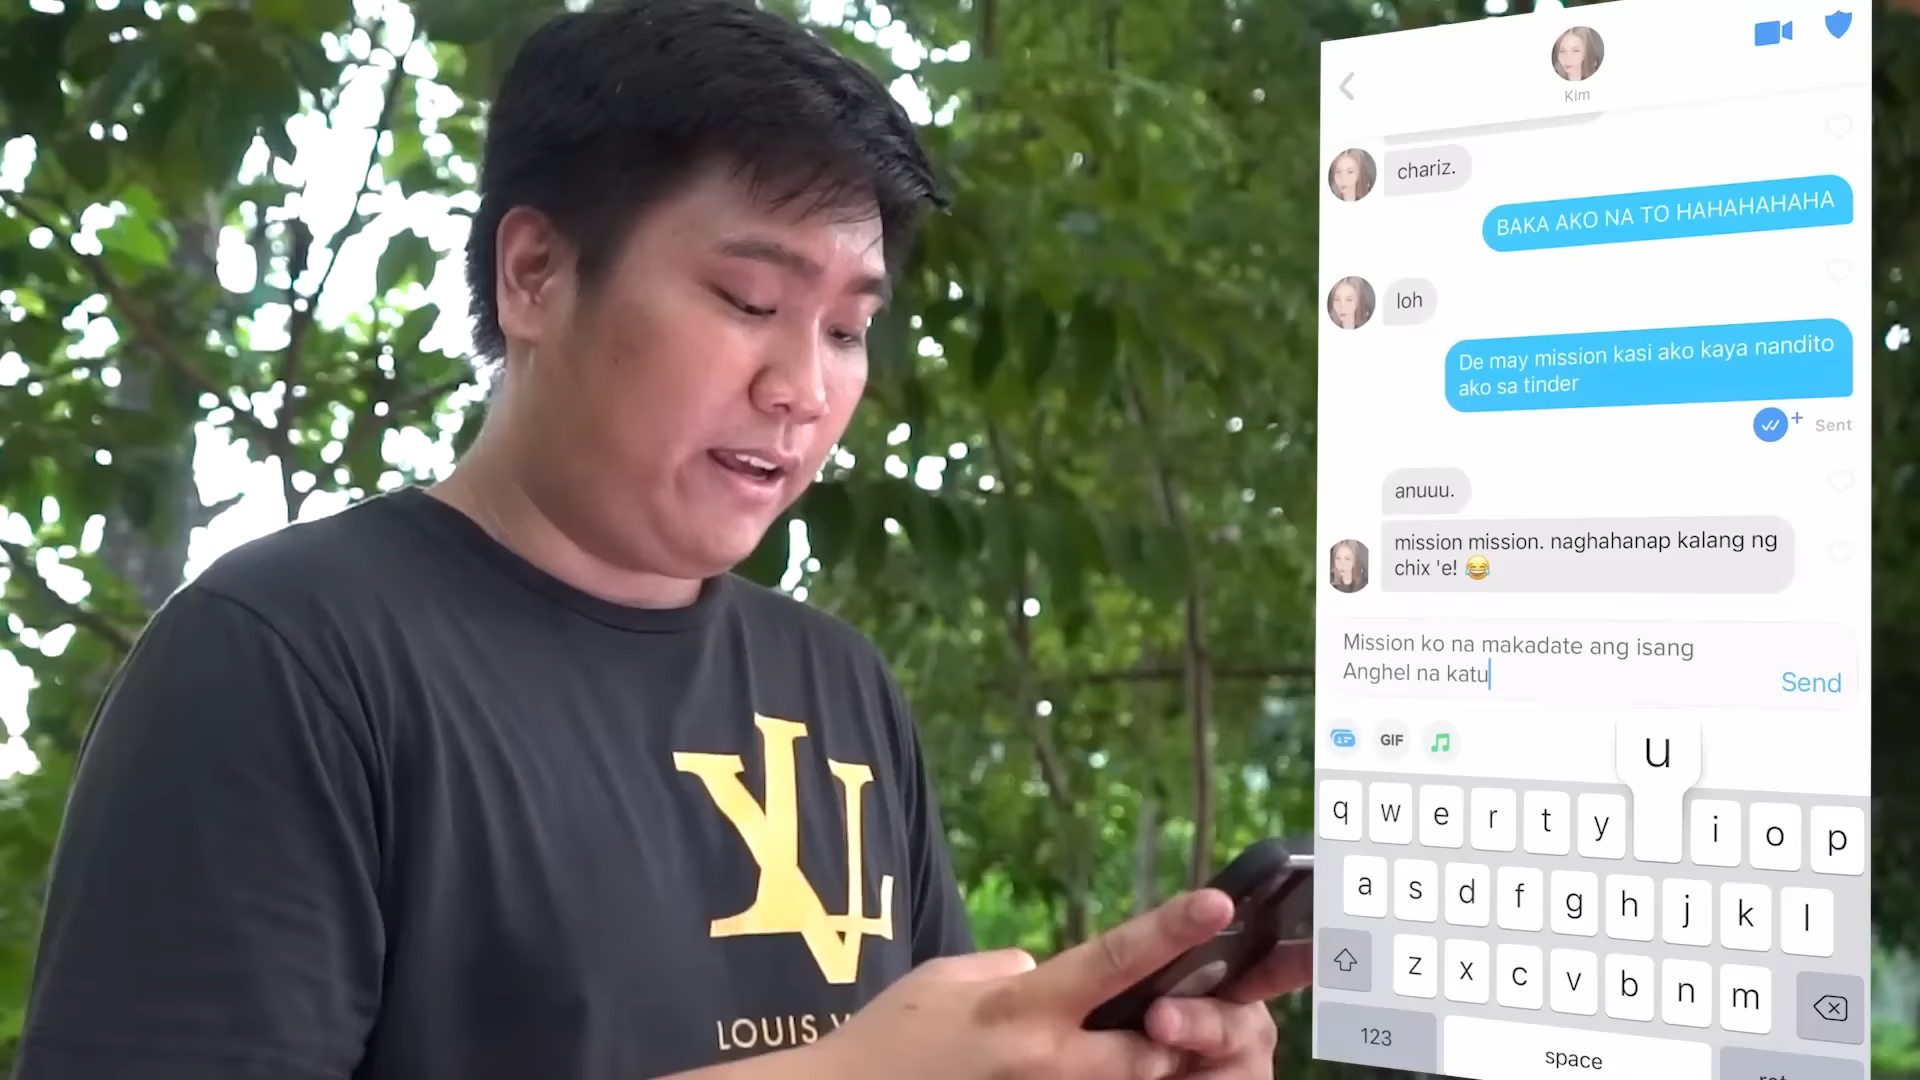 Kim
chariz.
BAKA AKO NA TO HAHAHAHAHA
loh
De may mission kasi ako kaya nandito
ako sa tinder
Sent
anuuu.
mission mission. naghahanap kalang ng
chix 'e! 😂
Mission ko na makadate ang isang
Anghel na katu
Send
GIF
u
q w e r t y i o p
a s d f g h j k l
z x c v b n m
123
space
LOUIS